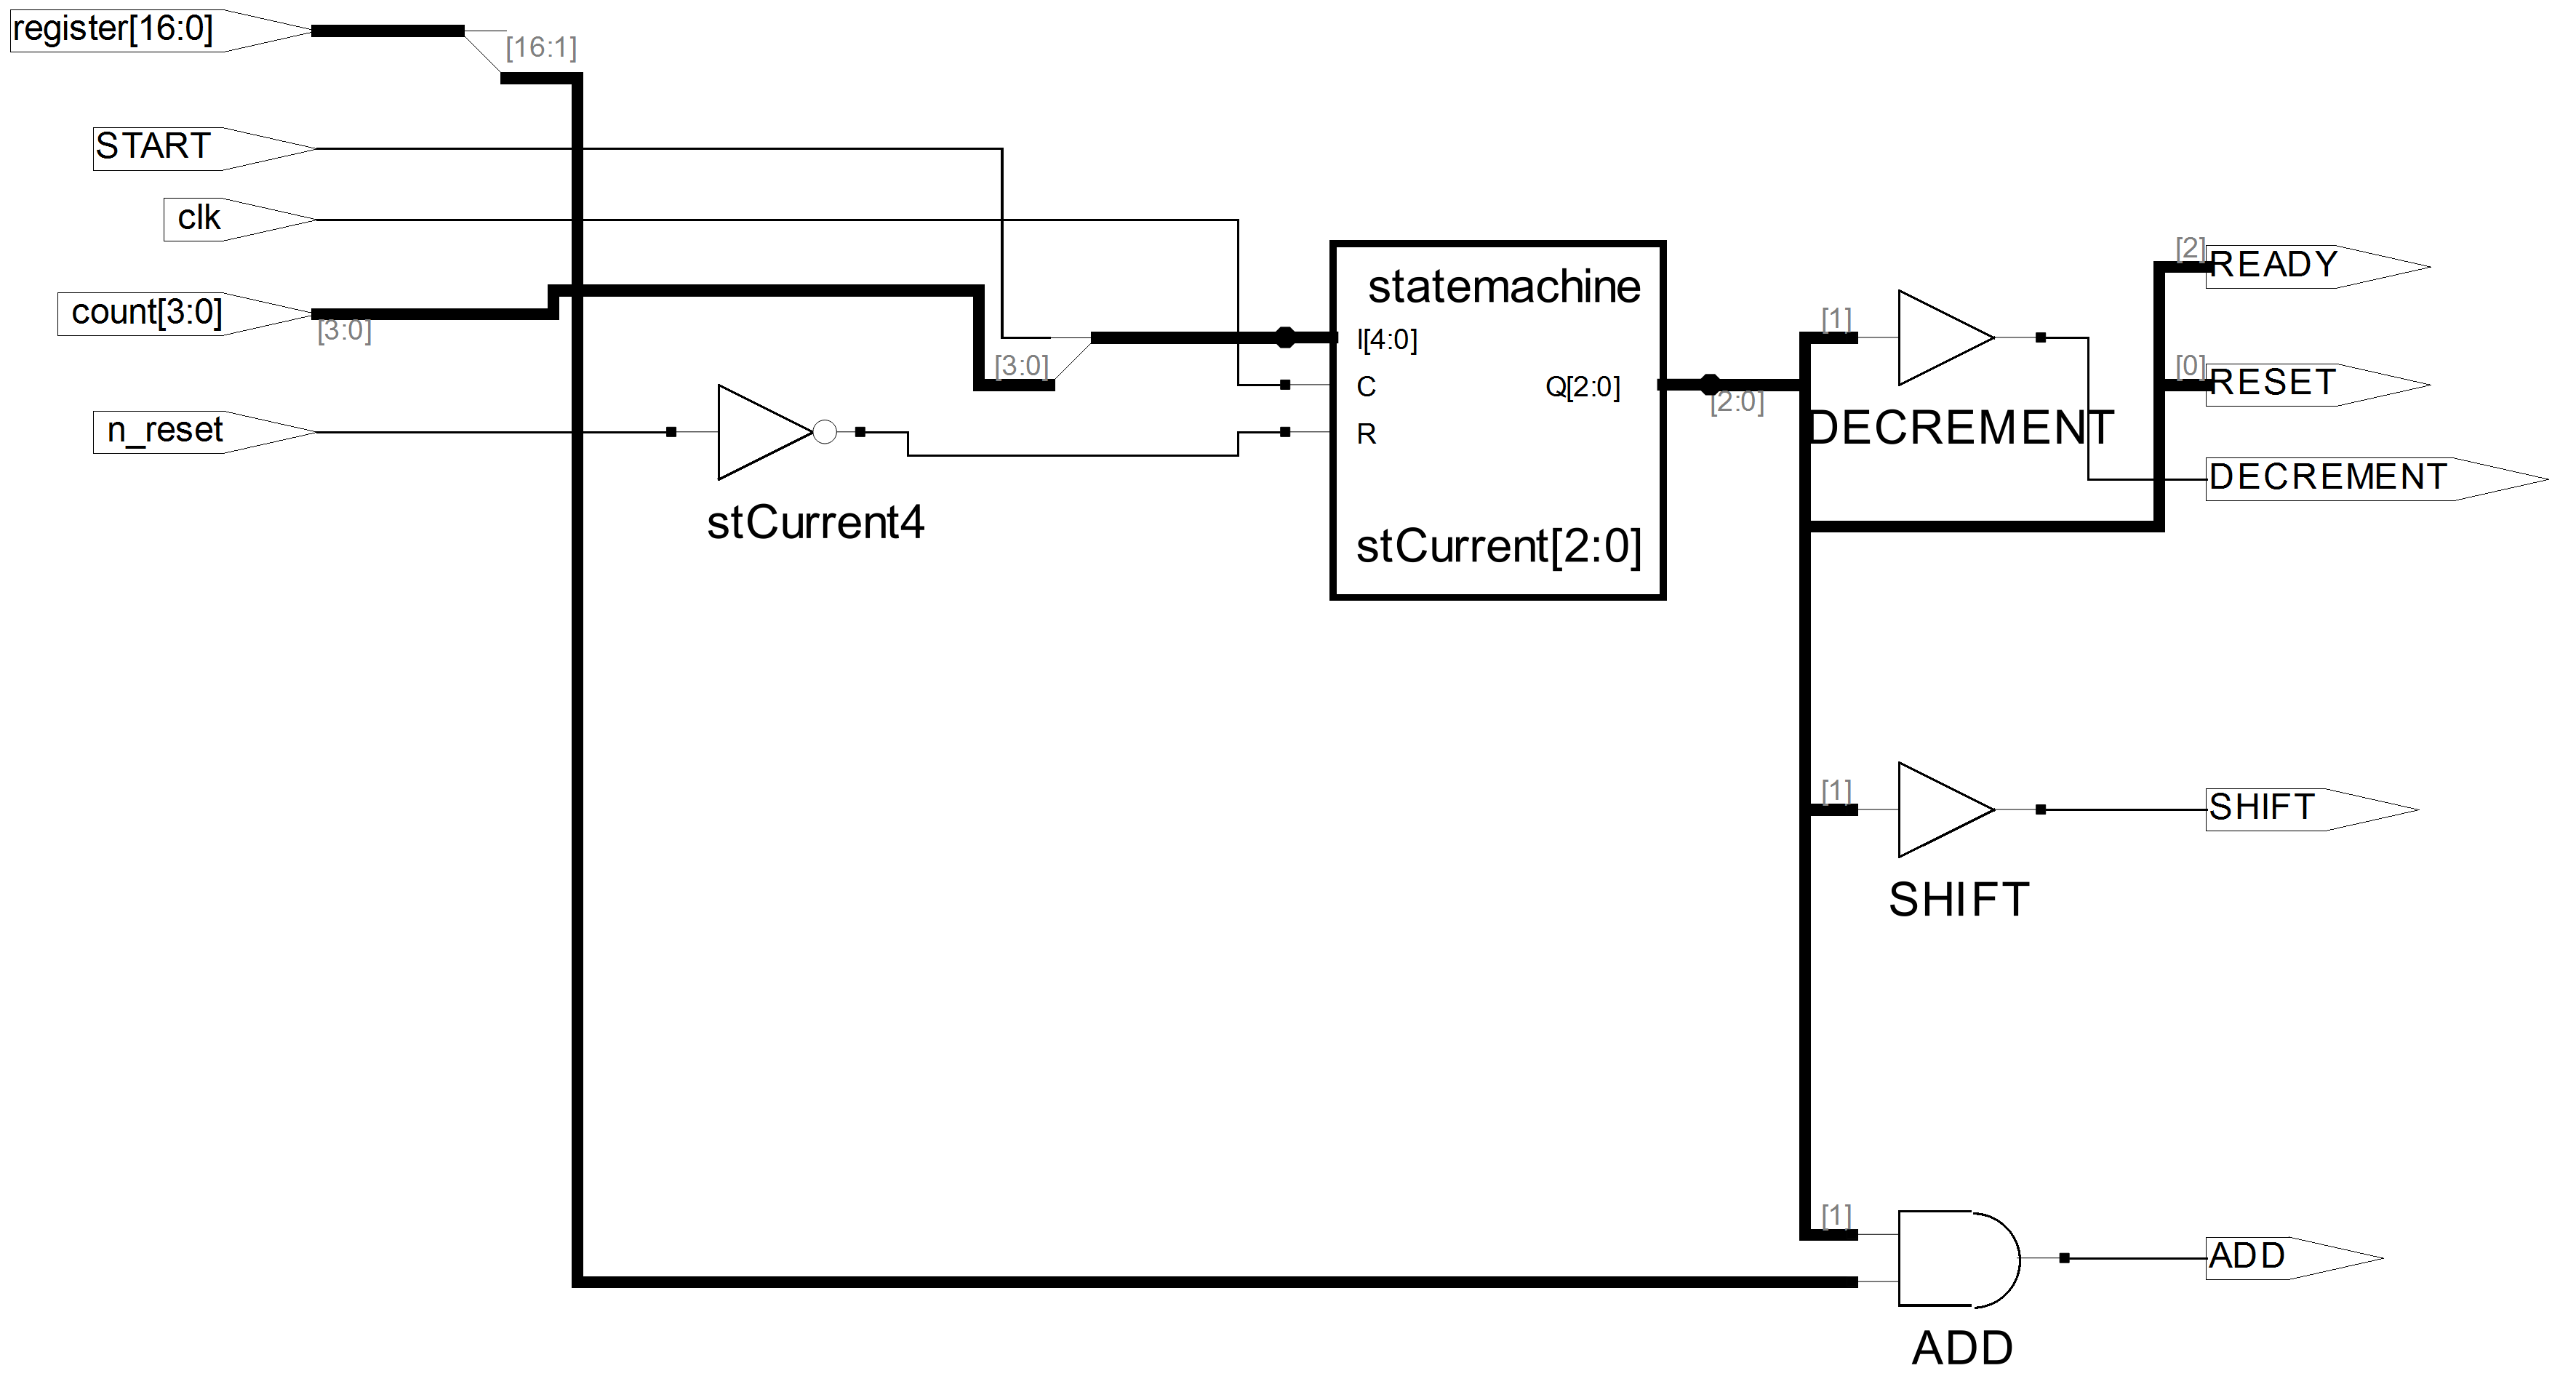 register[16:0]
[16:1]
START
clk
count[3:0]
[3:0]
n_reset
stCurrent4
[3:0]
statemachine
I[4:0]
C
R
Q[2:0]
stCurrent[2:0]
[2:0]
[1]
DECREMENT
[2]
READY
[0]
RESET
DECREMENT
[1]
SHIFT
SHIFT
[1]
ADD
ADD